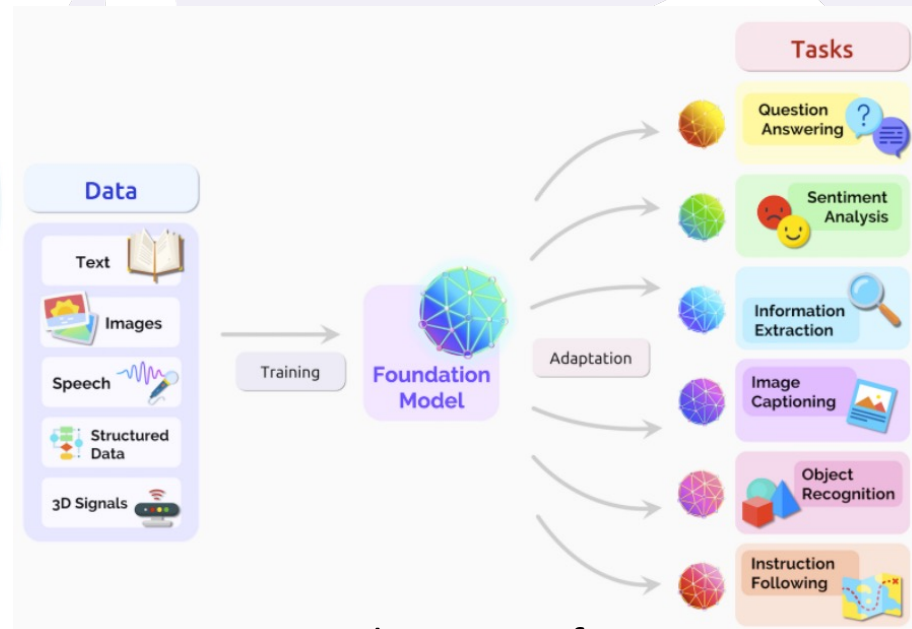 Data
Text
Images
Speech
Structured
Data
3D Signals
Training
Foundation
Model
Adaptation
Tasks
Question
Answering
?
Sentiment
Analysis
Information
Extraction
Image
Captioning
Object
Recognition
Instruction
Following